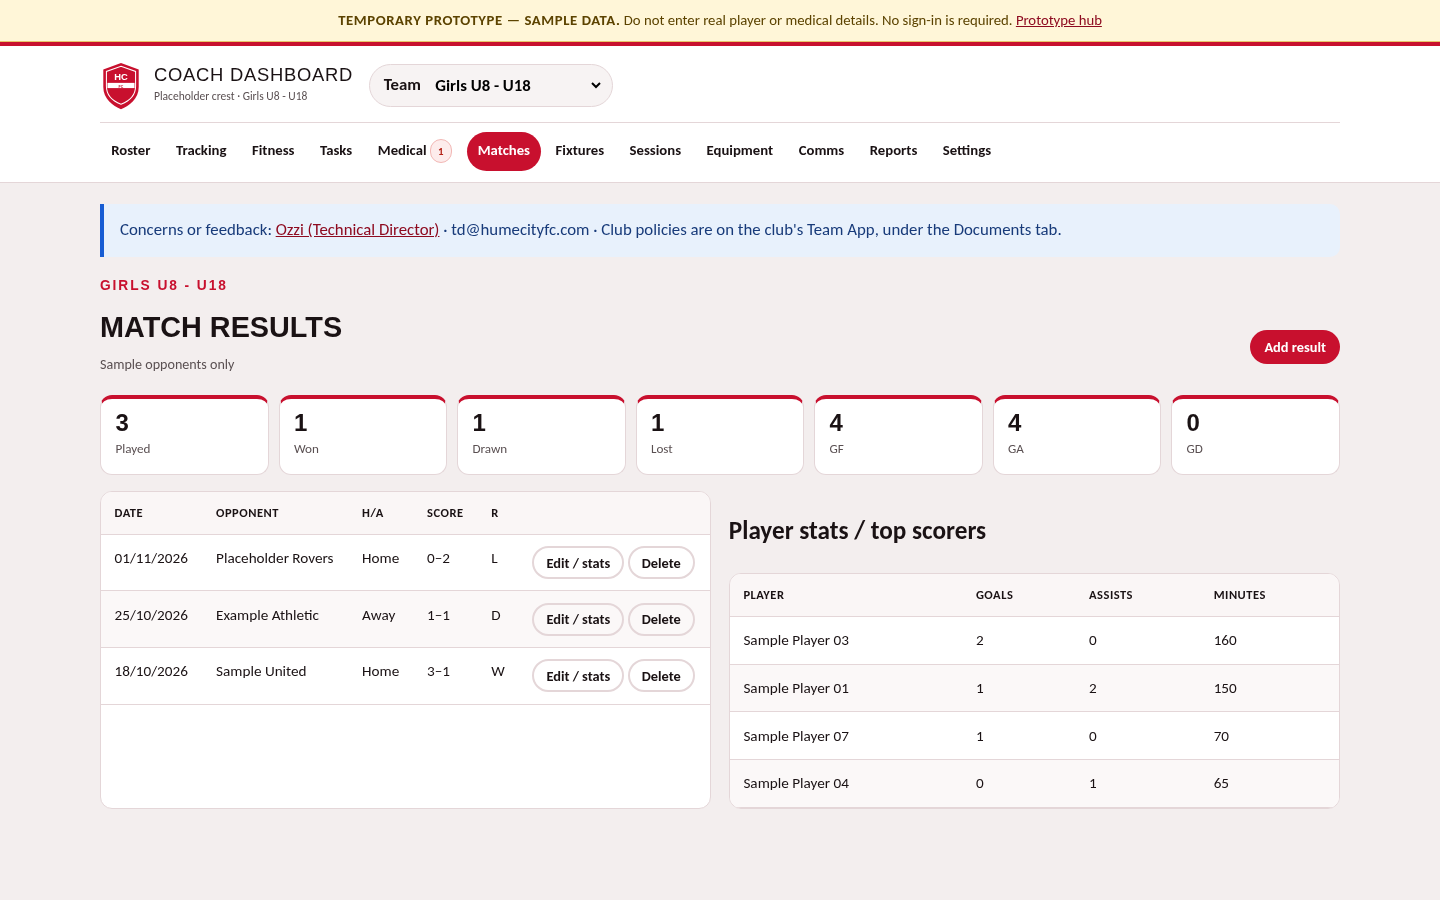 TEMPORARY PROTOTYPE — SAMPLE DATA. Do not enter real player or medical details. No sign-in is required. Prototype hub
HC
FC
COACH DASHBOARD
Placeholder crest · Girls U8 - U18
Team Girls U8 - U18
Roster Tracking Fitness Tasks Medical 1 Matches Fixtures Sessions Equipment Comms Reports Settings
Concerns or feedback: Ozzi (Technical Director) · td@humecityfc.com · Club policies are on the club's Team App, under the Documents tab.
GIRLS U8 - U18
MATCH RESULTS
Sample opponents only
Add result
3 1 1 1 4 4 0
Played Won Drawn Lost GF GA GD
DATE OPPONENT H/A SCORE R
01/11/2026 Placeholder Rovers Home 0–2 L Edit / stats Delete
25/10/2026 Example Athletic Away 1–1 D Edit / stats Delete
18/10/2026 Sample United Home 3–1 W Edit / stats Delete
Player stats / top scorers
PLAYER GOALS ASSISTS MINUTES
Sample Player 03 2 0 160
Sample Player 01 1 2 150
Sample Player 07 1 0 70
Sample Player 04 0 1 65